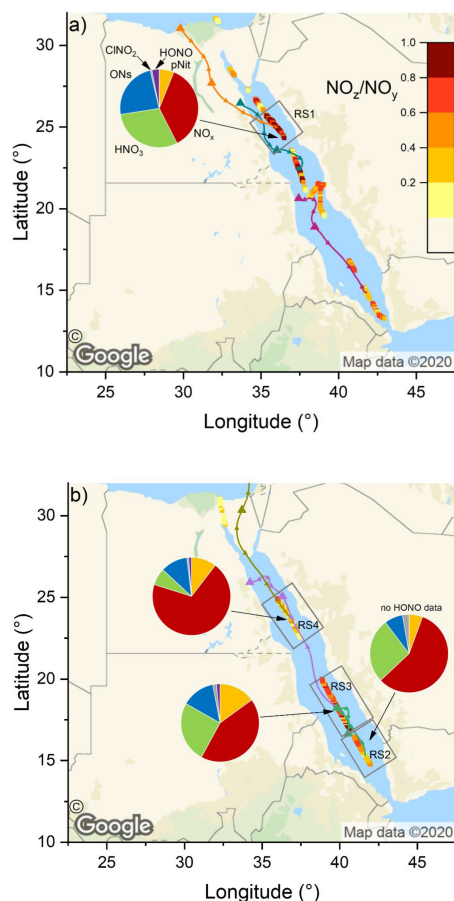 a)
ClNO2
HONO
pNit
ONs
HNO3
NOx
RS1
NOz/NOy
1.0
0.8
0.6
0.4
0.2
30
25
20
15
10
Latitude (°)
Latitude (°)
© Google
Map data ©2020
25
30
35
40
45
Longitude (°)
b)
30
25
20
15
10
Latitude (°)
no HONO data
RS4
RS3
RS2
© Google
Map data ©2020
25
30
35
40
45
Longitude (°)